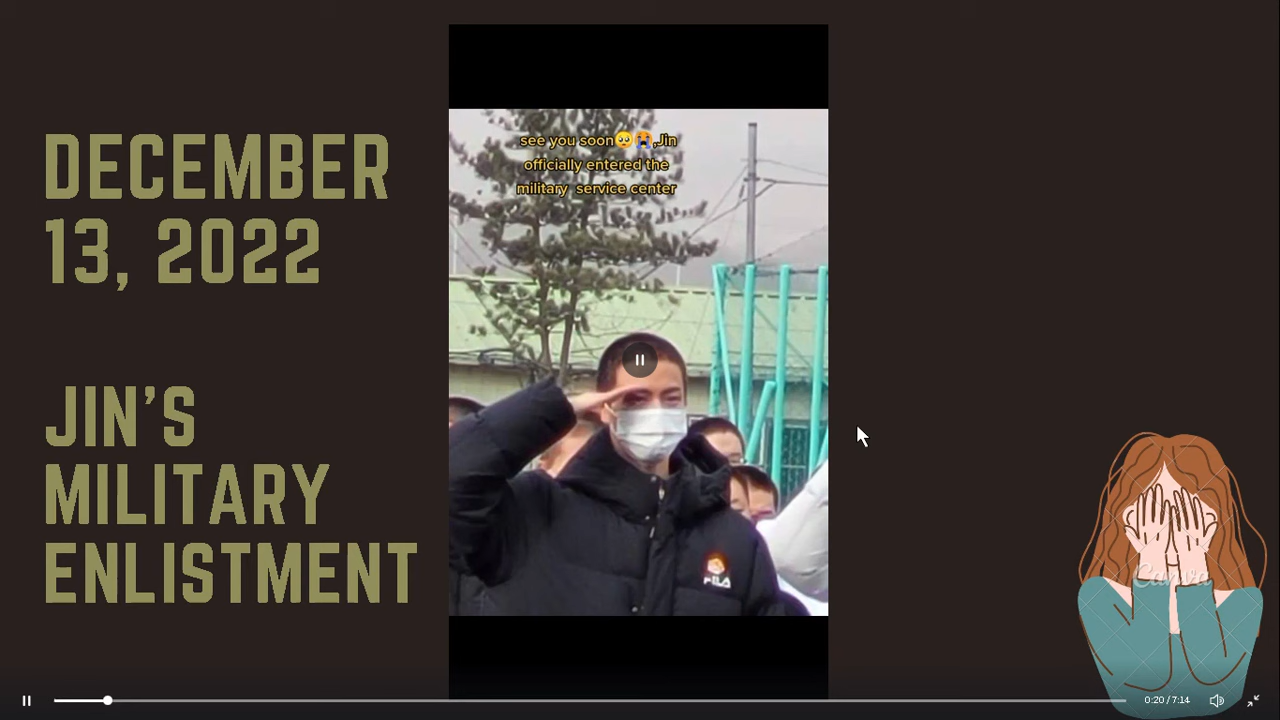 DECEMBER
13, 2022
JIN'S
MILITARY
ENLISTMENT
see you soon🥺😭,Jin
officially entered the
military service center
FILA
Canva
0:20 / 7:14